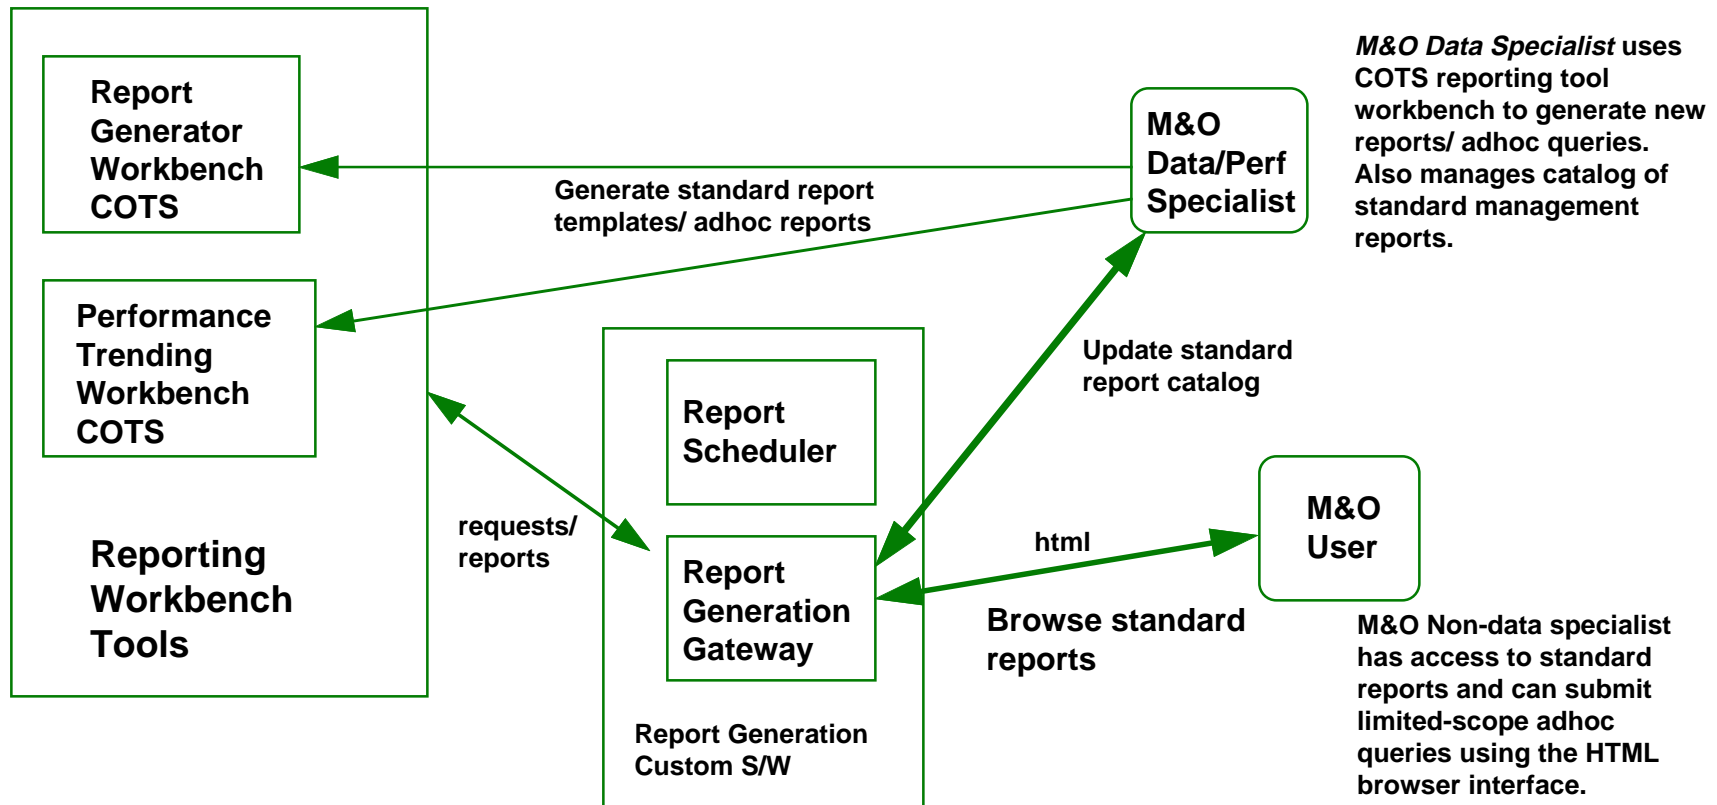 Report
Generator
Workbench
COTS
Performance
Trending
Workbench
COTS
Reporting
Workbench
Tools
Generate standard report
templates/ adhoc reports
requests/
reports
Report
Scheduler
Report
Generation
Gateway
Report Generation
Custom S/W
M&O
Data/Perf
Specialist
Update standard
report catalog
html
Browse standard
reports
M&O
User
M&O Data Specialist uses
COTS reporting tool
workbench to generate new
reports/ adhoc queries.
Also manages catalog of
standard management
reports.
M&O Non-data specialist
has access to standard
reports and can submit
limited-scope adhoc
queries using the HTML
browser interface.